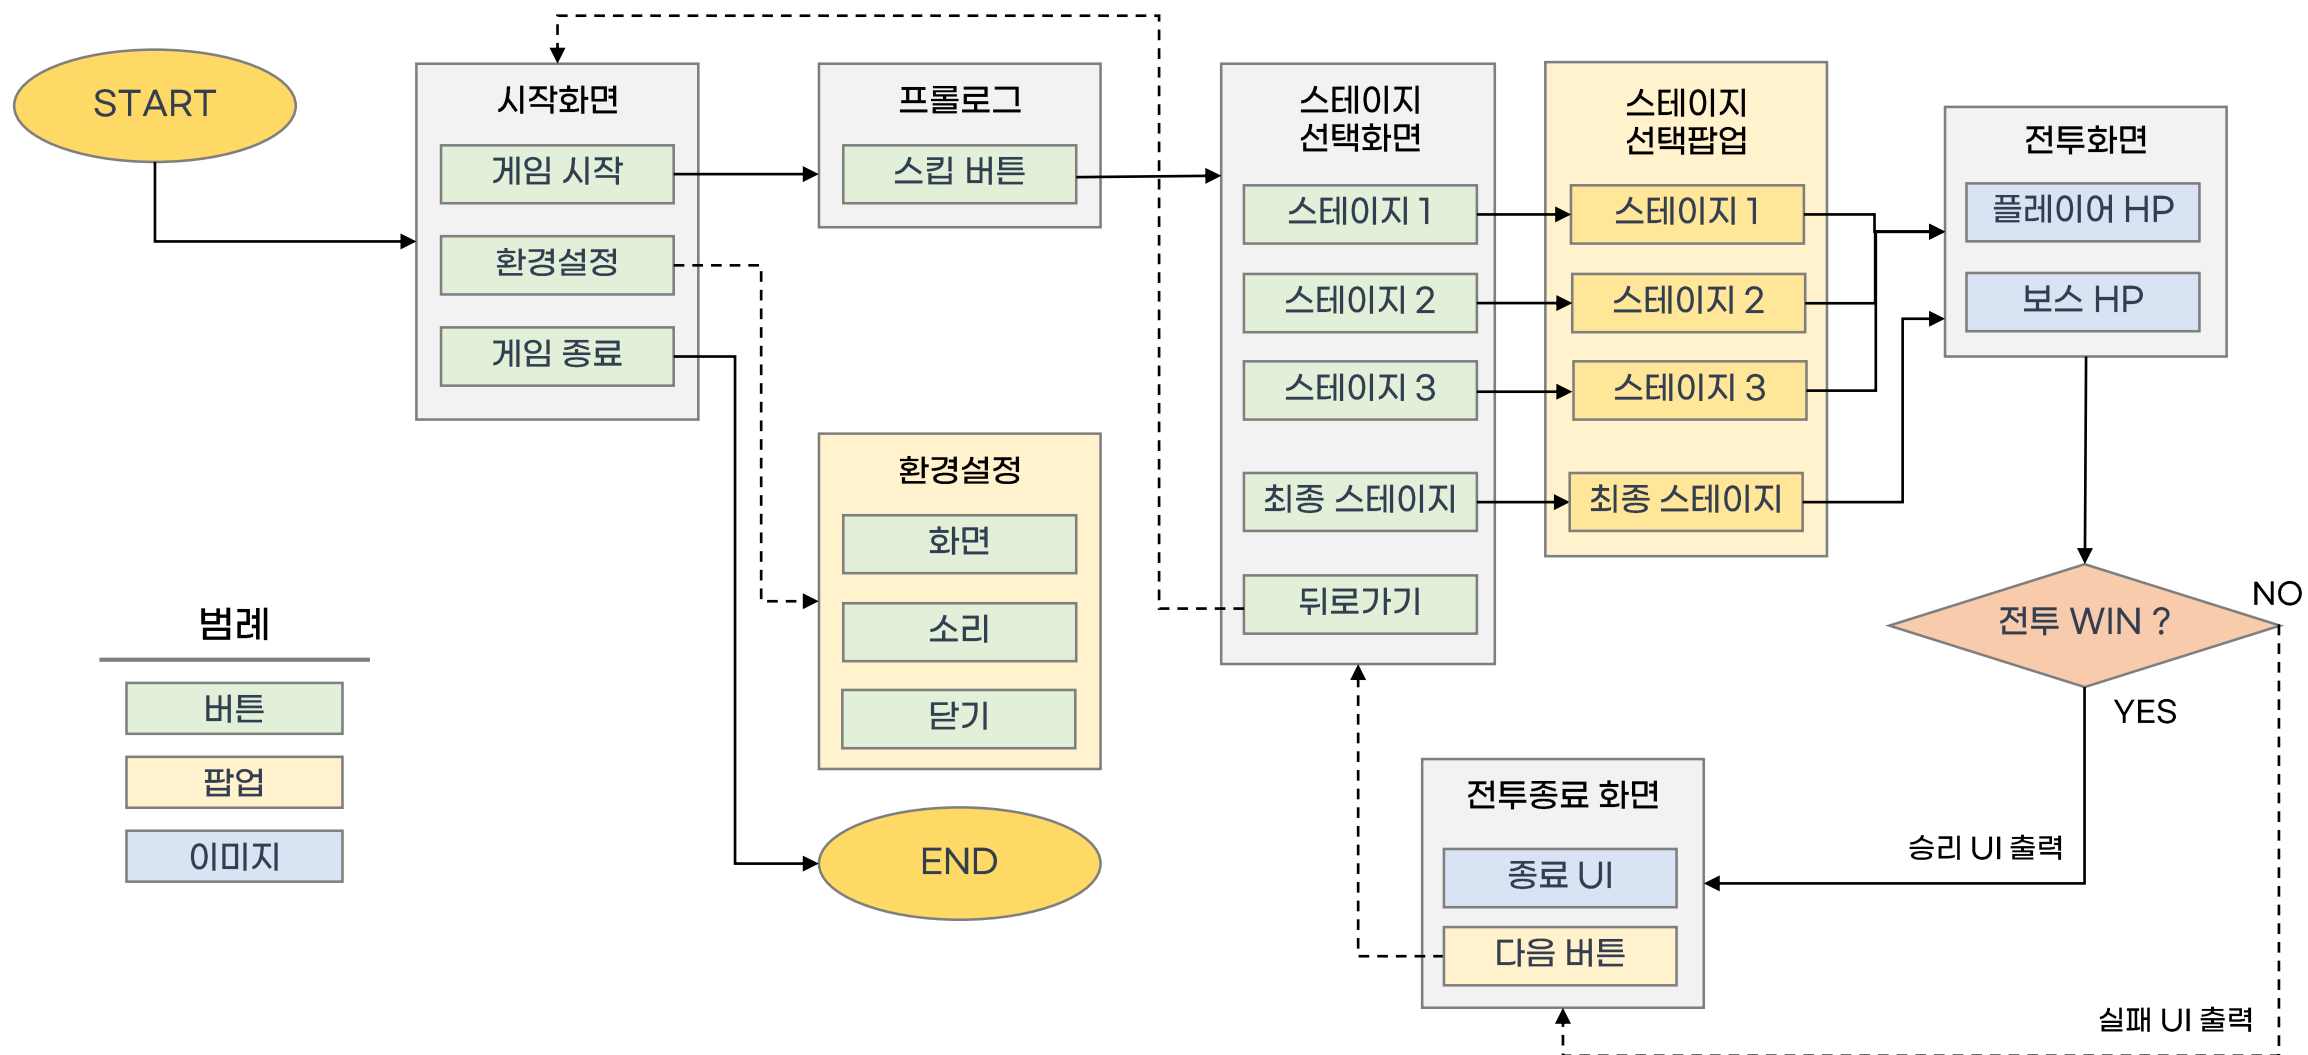 START
시작화면
게임 시작
환경설정
게임 종료
프롤로그
스킵 버튼
환경설정
화면
소리
닫기
END
스테이지
선택화면
스테이지 1
스테이지 2
스테이지 3
최종 스테이지
뒤로가기
스테이지
선택팝업
스테이지 1
스테이지 2
스테이지 3
최종 스테이지
전투화면
플레이어 HP
보스 HP
전투 WIN ?
NO
YES
승리 UI 출력
실패 UI 출력
전투종료 화면
종료 UI
다음 버튼
범례
버튼
팝업
이미지